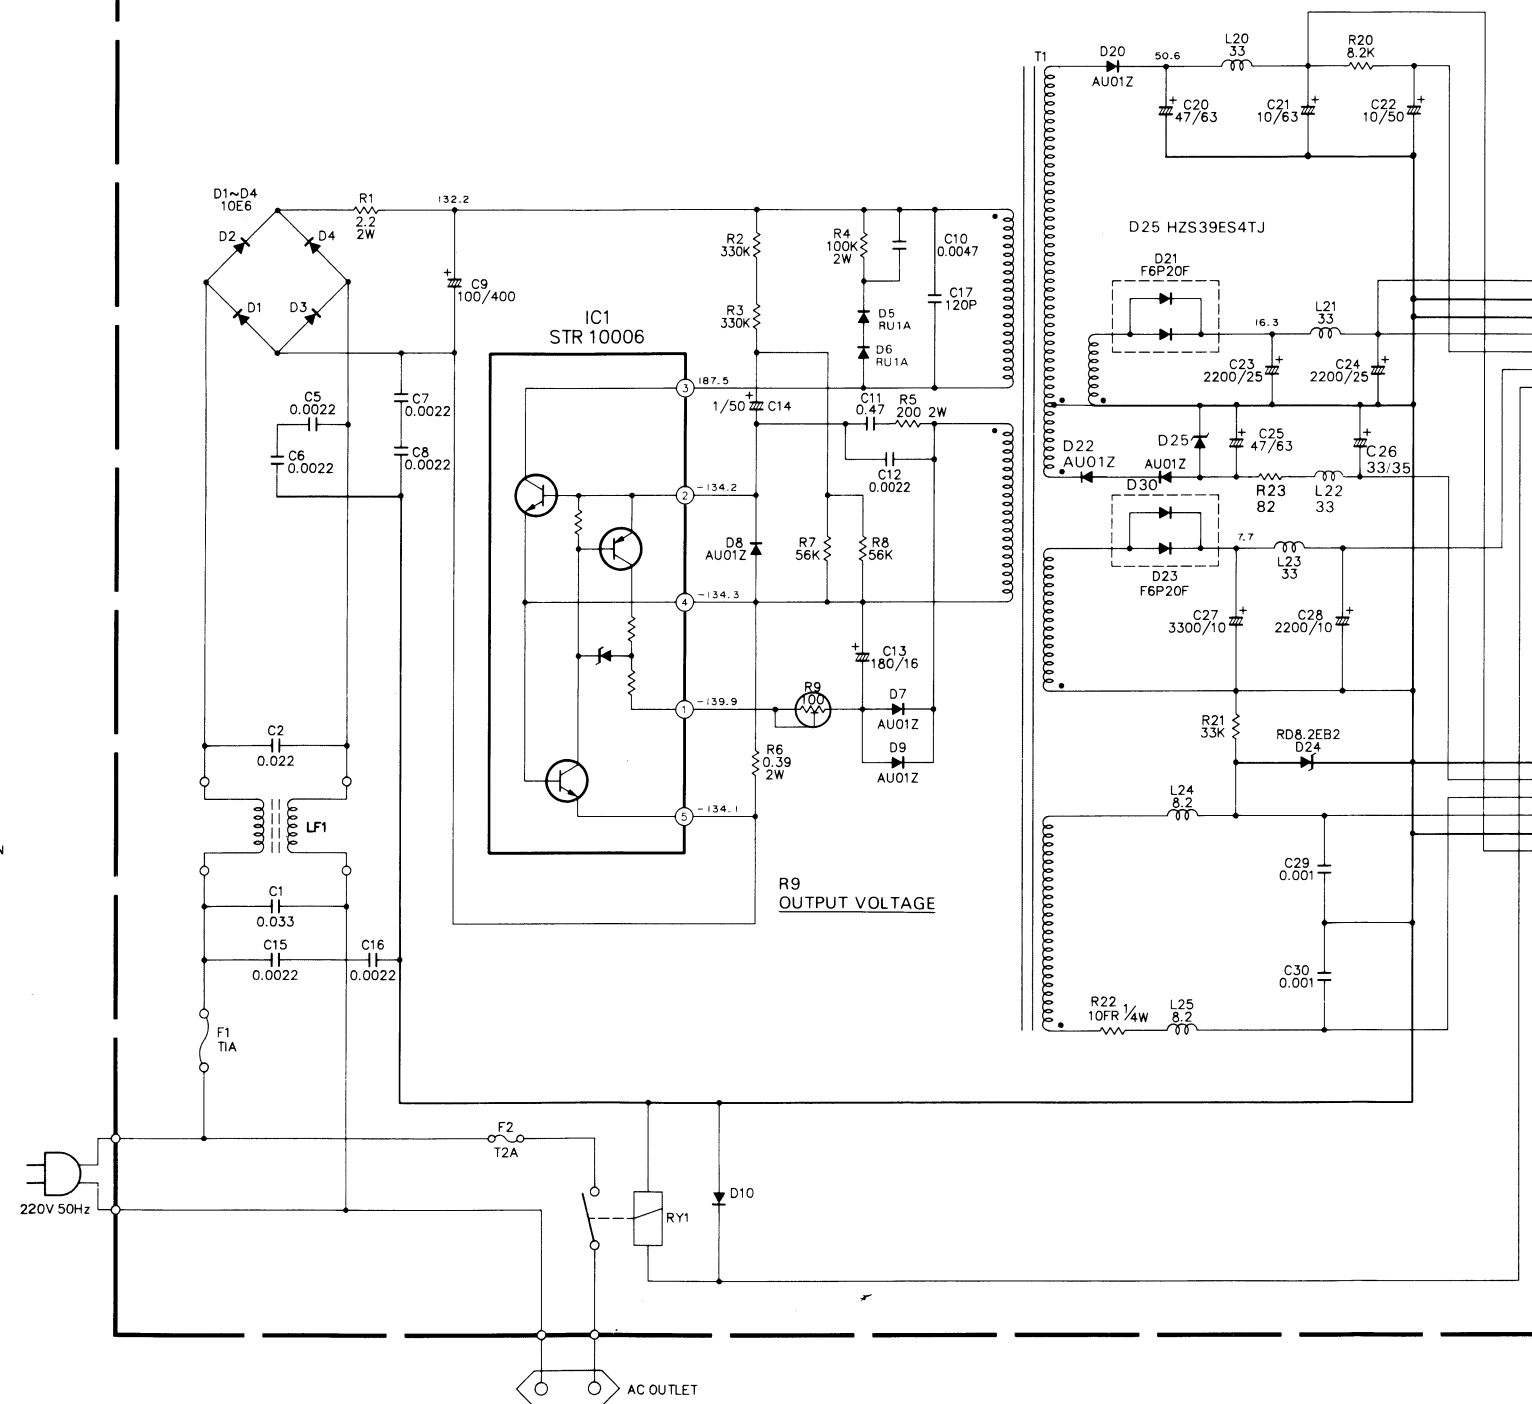 T1
D20
AU01Z
50.6
L20
33
R20
8.2K
C20
47/63
C21
10/63
C22
10/50
D1~D4
10E6
D2
D4
D1
D3
R1
2.2
2W
132.2
C9
100/400
R2
330K
R3
330K
R4
100K
2W
C10
0.0047
C17
120P
D5
RU1A
D6
RU1A
D25 HZS39ES4TJ
D21
F6P20F
16.3
L21
33
C23
2200/25
C24
2200/25
IC1
STR 10006
3
187.5
1/50
C14
C11
0.47
R5
200 2W
C12
0.0022
C5
0.0022
C6
0.0022
C7
0.0022
C8
0.0022
D22
AU01Z
AU01Z
D30
D25
C25
47/63
R23
82
L22
33
C26
33/35
2
-134.2
D8
AU01Z
R7
56K
R8
56K
7.7
L23
33
D23
F6P20F
C27
3300/10
C28
2200/10
4
-134.3
C13
180/16
R9
100
D7
AU01Z
D9
AU01Z
1
-139.9
R6
0.39
2W
5
-134.1
R21
33K
RD8.2EB2
D24
C2
0.022
LF1
C1
0.033
C15
0.0022
C16
0.0022
R9
OUTPUT VOLTAGE
L24
8.2
C29
0.001
C30
0.001
R22
10FR 1/4W
L25
8.2
F1
T1A
F2
T2A
220V 50Hz
RY1
D10
AC OUTLET
N